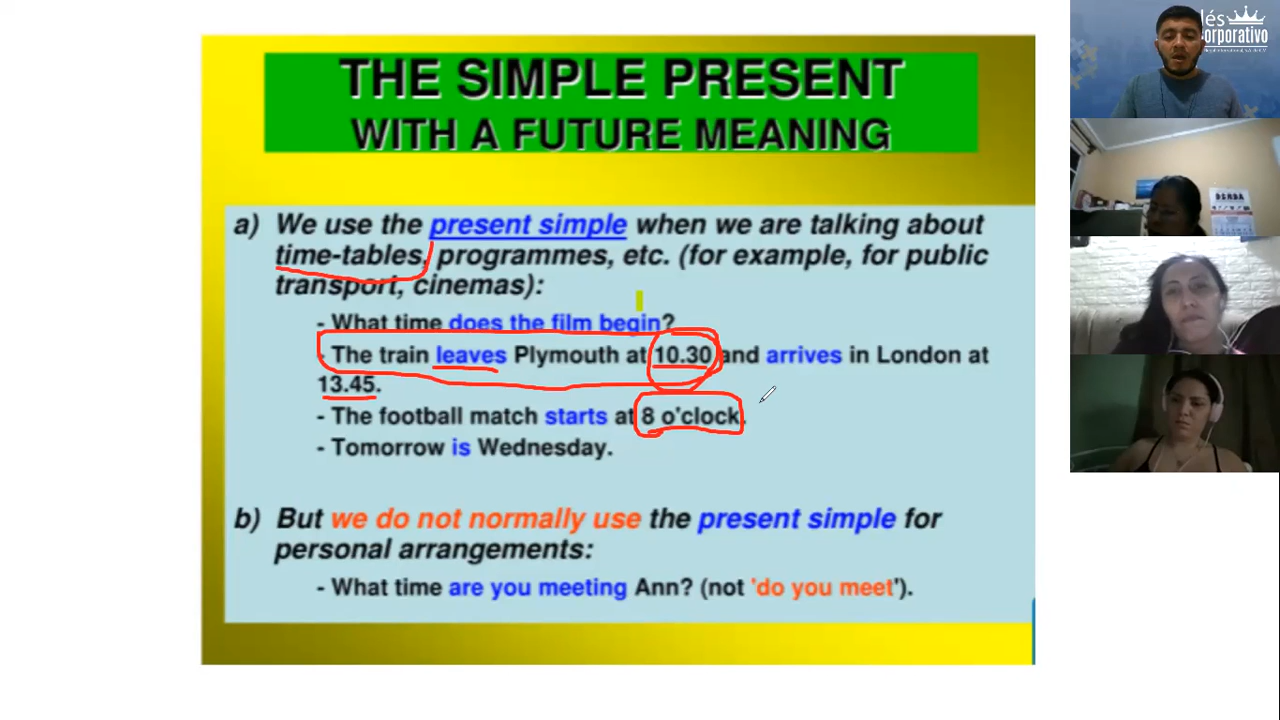 THE SIMPLE PRESENT
WITH A FUTURE MEANING
a) We use the present simple when we are talking about
time-tables, programmes, etc. (for example, for public
transport, cinemas):
- What time does the film begin?
- The train leaves Plymouth at 10.30 and arrives in London at
13.45.
- The football match starts at 8 o'clock.
- Tomorrow is Wednesday.
b) But we do not normally use the present simple for
personal arrangements:
- What time are you meeting Ann? (not 'do you meet').
lés
orporativo